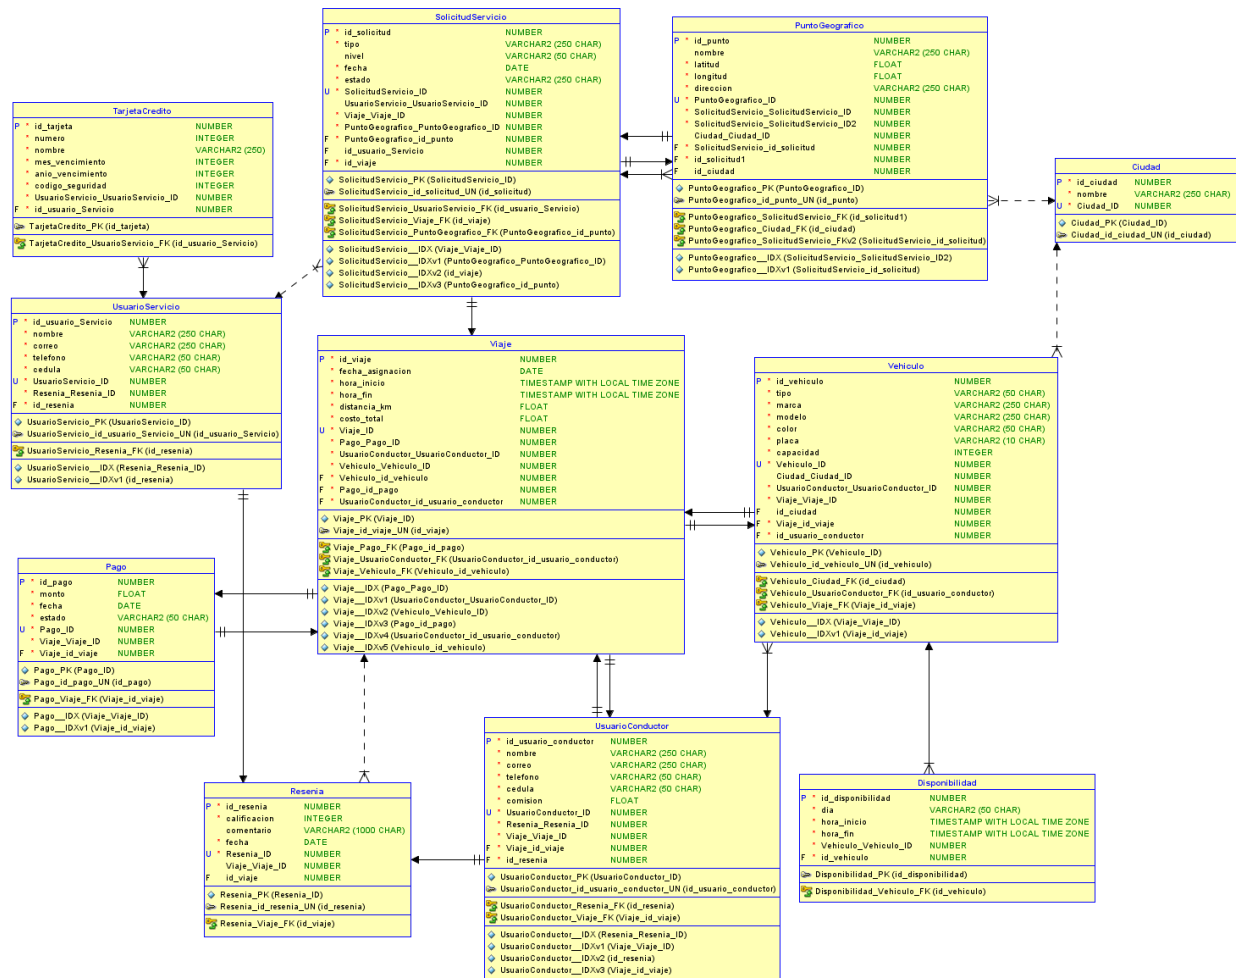 SolicitudServicio
P * id_solicitud NUMBER
* tipo VARCHAR2 (250 CHAR)
nivel VARCHAR2 (50 CHAR)
* fecha DATE
* estado VARCHAR2 (250 CHAR)
U * SolicitudServicio_ID NUMBER
UsuarioServicio_UsuarioServicio_ID NUMBER
* Viaje_Viaje_ID NUMBER
* PuntoGeografico_PuntoGeografico_ID NUMBER
F * PuntoGeografico_id_punto NUMBER
F id_usuario_Servicio NUMBER
F * id_viaje NUMBER
SolicitudServicio_PK (SolicitudServicio_ID)
SolicitudServicio_id_solicitud_UN (id_solicitud)
SolicitudServicio_UsuarioServicio_FK (id_usuario_Servicio)
SolicitudServicio_Viaje_FK (id_viaje)
SolicitudServicio_PuntoGeografico_FK (PuntoGeografico_id_punto)
SolicitudServicio__IDX (Viaje_Viaje_ID)
SolicitudServicio__IDXv1 (PuntoGeografico_PuntoGeografico_ID)
SolicitudServicio__IDXv2 (id_viaje)
SolicitudServicio__IDXv3 (PuntoGeografico_id_punto)
PuntoGeografico
P * id_punto NUMBER
nombre VARCHAR2 (250 CHAR)
* latitud FLOAT
* longitud FLOAT
* direccion VARCHAR2 (250 CHAR)
U * PuntoGeografico_ID NUMBER
* SolicitudServicio_SolicitudServicio_ID NUMBER
* SolicitudServicio_SolicitudServicio_ID2 NUMBER
Ciudad_Ciudad_ID NUMBER
F * SolicitudServicio_id_solicitud NUMBER
F * id_solicitud1 NUMBER
F id_ciudad NUMBER
PuntoGeografico_PK (PuntoGeografico_ID)
PuntoGeografico_id_punto_UN (id_punto)
PuntoGeografico_SolicitudServicio_FK (id_solicitud1)
PuntoGeografico_Ciudad_FK (id_ciudad)
PuntoGeografico_SolicitudServicio_FKv2 (SolicitudServicio_id_solicitud)
PuntoGeografico__IDX (SolicitudServicio_SolicitudServicio_ID2)
PuntoGeografico__IDXv1 (SolicitudServicio_id_solicitud)
TarjetaCredito
P * id_tarjeta NUMBER
* numero INTEGER
* nombre VARCHAR2 (250)
* mes_vencimiento INTEGER
* anio_vencimiento INTEGER
* codigo_seguridad INTEGER
* UsuarioServicio_UsuarioServicio_ID NUMBER
F * id_usuario_Servicio NUMBER
TarjetaCredito_PK (id_tarjeta)
TarjetaCredito_UsuarioServicio_FK (id_usuario_Servicio)
Ciudad
P * id_ciudad NUMBER
* nombre VARCHAR2 (250 CHAR)
U * Ciudad_ID NUMBER
Ciudad_PK (Ciudad_ID)
Ciudad_id_ciudad_UN (id_ciudad)
UsuarioServicio
P * id_usuario_Servicio NUMBER
* nombre VARCHAR2 (250 CHAR)
* correo VARCHAR2 (250 CHAR)
* telefono VARCHAR2 (50 CHAR)
* cedula VARCHAR2 (50 CHAR)
U * UsuarioServicio_ID NUMBER
* Resenia_Resenia_ID NUMBER
F * id_resenia NUMBER
UsuarioServicio_PK (UsuarioServicio_ID)
UsuarioServicio_id_usuario_Servicio_UN (id_usuario_Servicio)
UsuarioServicio_Resenia_FK (id_resenia)
UsuarioServicio__IDX (Resenia_Resenia_ID)
UsuarioServicio__IDXv1 (id_resenia)
Viaje
P * id_viaje NUMBER
* fecha_asignacion DATE
* hora_inicio TIMESTAMP WITH LOCAL TIME ZONE
* hora_fin TIMESTAMP WITH LOCAL TIME ZONE
* distancia_km FLOAT
* costo_total FLOAT
U * Viaje_ID NUMBER
* Pago_Pago_ID NUMBER
* UsuarioConductor_UsuarioConductor_ID NUMBER
* Vehiculo_Vehiculo_ID NUMBER
F * Vehiculo_id_vehiculo NUMBER
F * Pago_id_pago NUMBER
F * UsuarioConductor_id_usuario_conductor NUMBER
Viaje_PK (Viaje_ID)
Viaje_id_viaje_UN (id_viaje)
Viaje_Pago_FK (Pago_id_pago)
Viaje_UsuarioConductor_FK (UsuarioConductor_id_usuario_conductor)
Viaje_Vehiculo_FK (Vehiculo_id_vehiculo)
Viaje__IDX (Pago_Pago_ID)
Viaje__IDXv1 (UsuarioConductor_UsuarioConductor_ID)
Viaje__IDXv2 (Vehiculo_Vehiculo_ID)
Viaje__IDXv3 (Pago_id_pago)
Viaje__IDXv4 (UsuarioConductor_id_usuario_conductor)
Viaje__IDXv5 (Vehiculo_id_vehiculo)
Vehiculo
P * id_vehiculo NUMBER
* tipo VARCHAR2 (50 CHAR)
* marca VARCHAR2 (250 CHAR)
* modelo VARCHAR2 (250 CHAR)
* color VARCHAR2 (50 CHAR)
* placa VARCHAR2 (10 CHAR)
* capacidad INTEGER
U * Vehiculo_ID NUMBER
Ciudad_Ciudad_ID NUMBER
* UsuarioConductor_UsuarioConductor_ID NUMBER
* Viaje_Viaje_ID NUMBER
F id_ciudad NUMBER
F * Viaje_id_viaje NUMBER
F * id_usuario_conductor NUMBER
Vehiculo_PK (Vehiculo_ID)
Vehiculo_id_vehiculo_UN (id_vehiculo)
Vehiculo_Ciudad_FK (id_ciudad)
Vehiculo_UsuarioConductor_FK (id_usuario_conductor)
Vehiculo_Viaje_FK (Viaje_id_viaje)
Vehiculo__IDX (Viaje_Viaje_ID)
Vehiculo__IDXv1 (Viaje_id_viaje)
Pago
P * id_pago NUMBER
* monto FLOAT
* fecha DATE
* estado VARCHAR2 (50 CHAR)
U * Pago_ID NUMBER
* Viaje_Viaje_ID NUMBER
F * Viaje_id_viaje NUMBER
Pago_PK (Pago_ID)
Pago_id_pago_UN (id_pago)
Pago_Viaje_FK (Viaje_id_viaje)
Pago__IDX (Viaje_Viaje_ID)
Pago__IDXv1 (Viaje_id_viaje)
UsuarioConductor
P * id_usuario_conductor NUMBER
* nombre VARCHAR2 (250 CHAR)
* correo VARCHAR2 (250 CHAR)
* telefono VARCHAR2 (50 CHAR)
* cedula VARCHAR2 (50 CHAR)
* comision FLOAT
U * UsuarioConductor_ID NUMBER
* Resenia_Resenia_ID NUMBER
* Viaje_Viaje_ID NUMBER
F * Viaje_id_viaje NUMBER
F * id_resenia NUMBER
UsuarioConductor_PK (UsuarioConductor_ID)
UsuarioConductor_id_usuario_conductor_UN (id_usuario_conductor)
UsuarioConductor_Resenia_FK (id_resenia)
UsuarioConductor_Viaje_FK (Viaje_id_viaje)
UsuarioConductor__IDX (Resenia_Resenia_ID)
UsuarioConductor__IDXv1 (Viaje_Viaje_ID)
UsuarioConductor__IDXv2 (id_resenia)
UsuarioConductor__IDXv3 (Viaje_id_viaje)
Resenia
P * id_resenia NUMBER
* calificacion INTEGER
comentario VARCHAR2 (1000 CHAR)
* fecha DATE
U * Resenia_ID NUMBER
Viaje_Viaje_ID NUMBER
F id_viaje NUMBER
Resenia_PK (Resenia_ID)
Resenia_id_resenia_UN (id_resenia)
Resenia_Viaje_FK (id_viaje)
Disponibilidad
P * id_disponibilidad NUMBER
* dia VARCHAR2 (50 CHAR)
* hora_inicio TIMESTAMP WITH LOCAL TIME ZONE
* hora_fin TIMESTAMP WITH LOCAL TIME ZONE
* Vehiculo_Vehiculo_ID NUMBER
F * id_vehiculo NUMBER
Disponibilidad_PK (id_disponibilidad)
Disponibilidad_Vehiculo_FK (id_vehiculo)